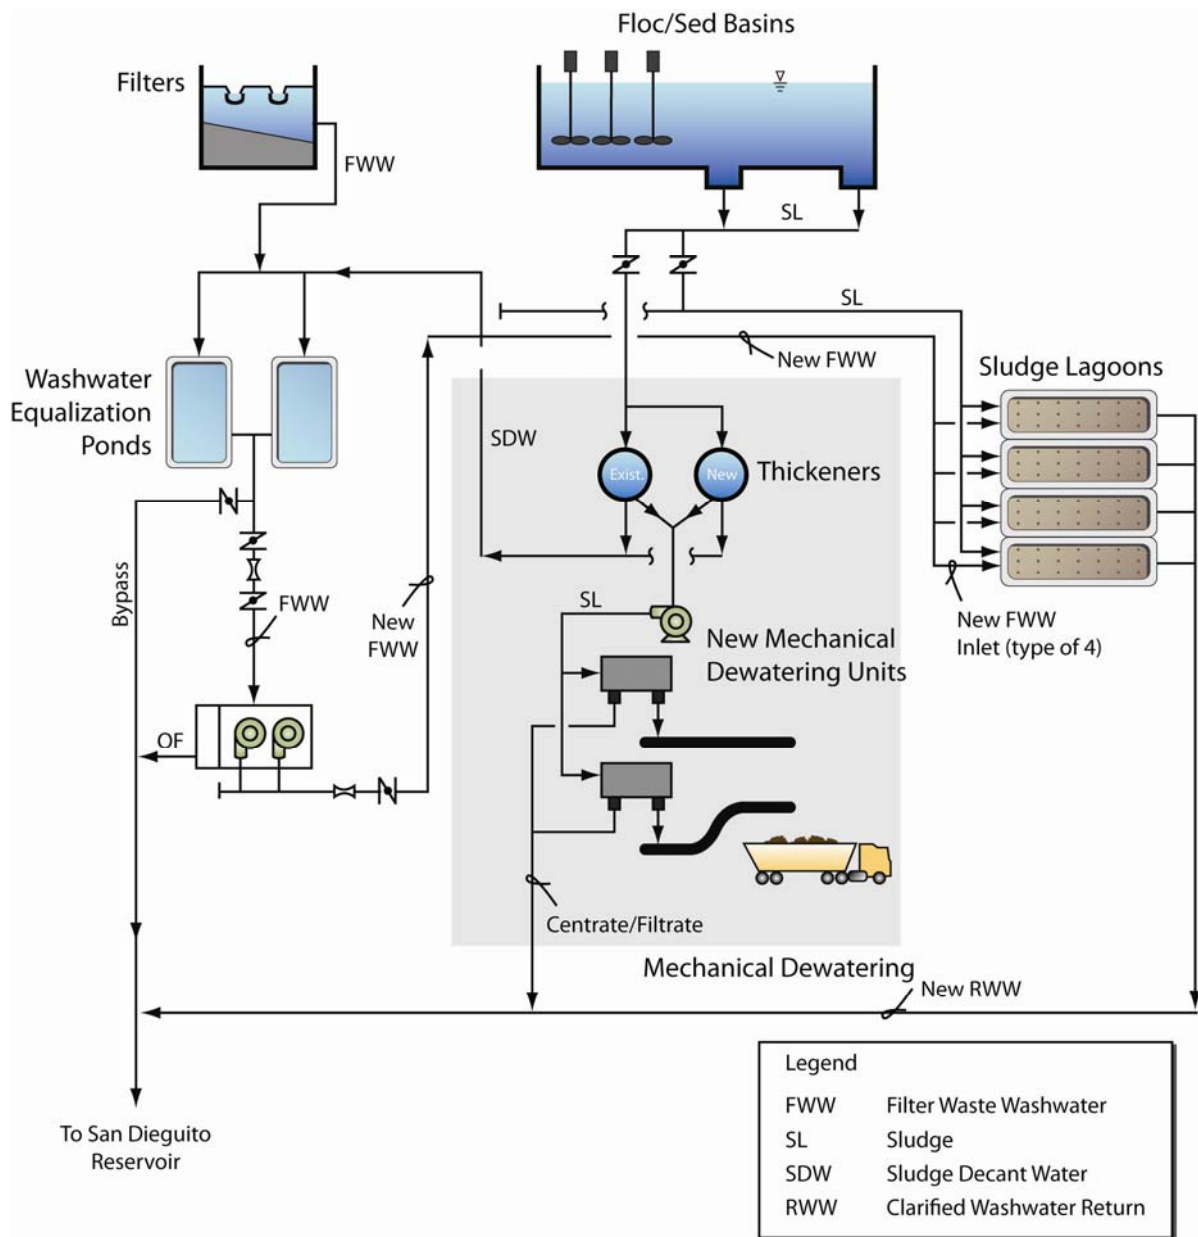 Floc/Sed Basins
Filters
FWW
SL
SL
New FWW
Washwater
Equalization
Ponds
Sludge Lagoons
SDW
Exist.
New
Thickeners
Bypass
FWW
New
FWW
SL
New Mechanical
Dewatering Units
New FWW
Inlet (type of 4)
OF
Centrate/Filtrate
Mechanical Dewatering
New RWW
To San Dieguito
Reservoir
Legend
FWW Filter Waste Washwater
SL Sludge
SDW Sludge Decant Water
RWW Clarified Washwater Return